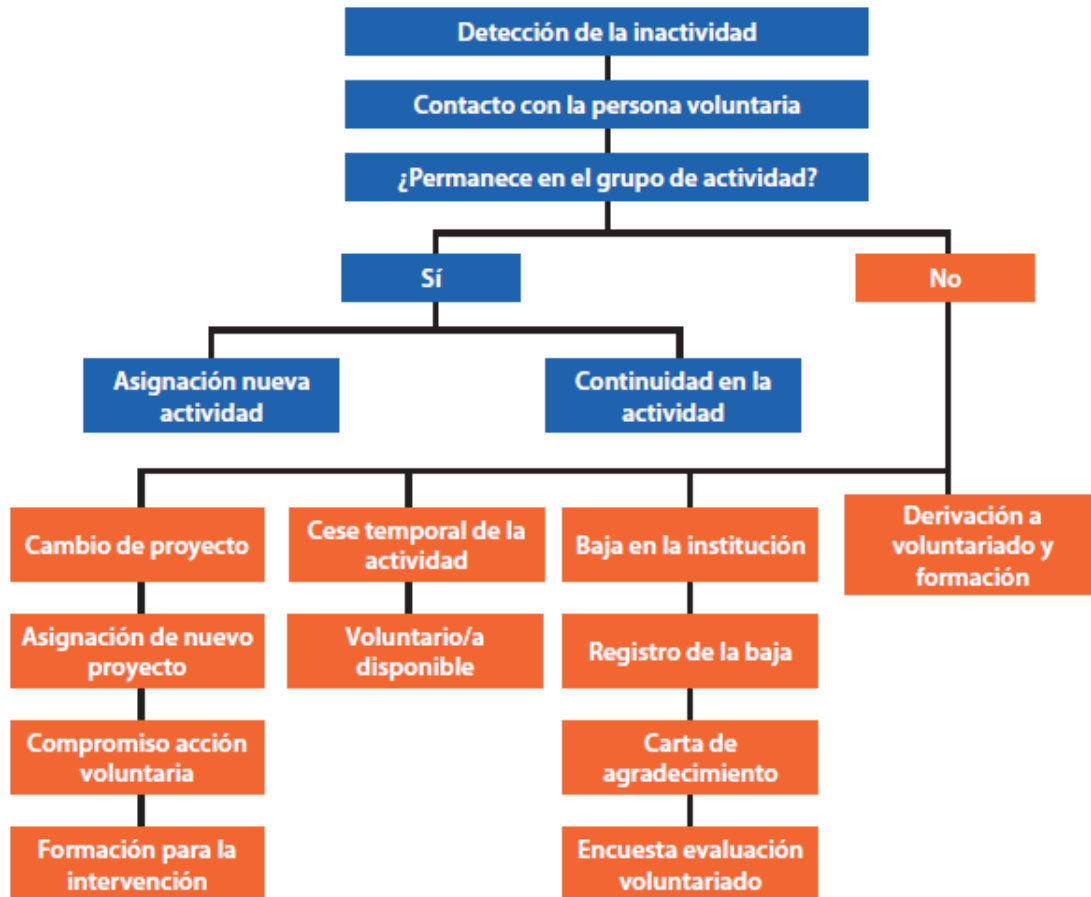 Detección de la inactividad
Contacto con la persona voluntaria
¿Permanece en el grupo de actividad?
Sí
No
Asignación nueva
actividad
Continuidad en la
actividad
Cambio de proyecto
Cese temporal de la
actividad
Baja en la institución
Derivación a
voluntariado y
formación
Asignación de nuevo
proyecto
Voluntario/a
disponible
Registro de la baja
Compromiso acción
voluntaria
Carta de
agradecimiento
Formación para la
intervención
Encuesta evaluación
voluntariado